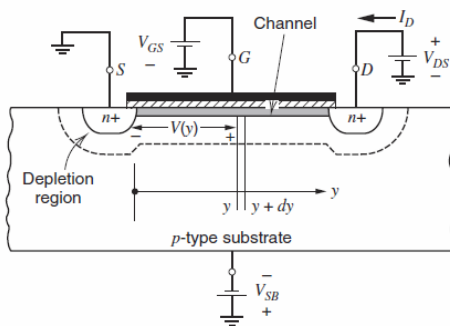 Channel
I_D
V_GS
−
S
G
D
+
V_DS
−
n+
− V(y) +
n+
Depletion region
y
y
y + dy
p-type substrate
−
V_SB
+